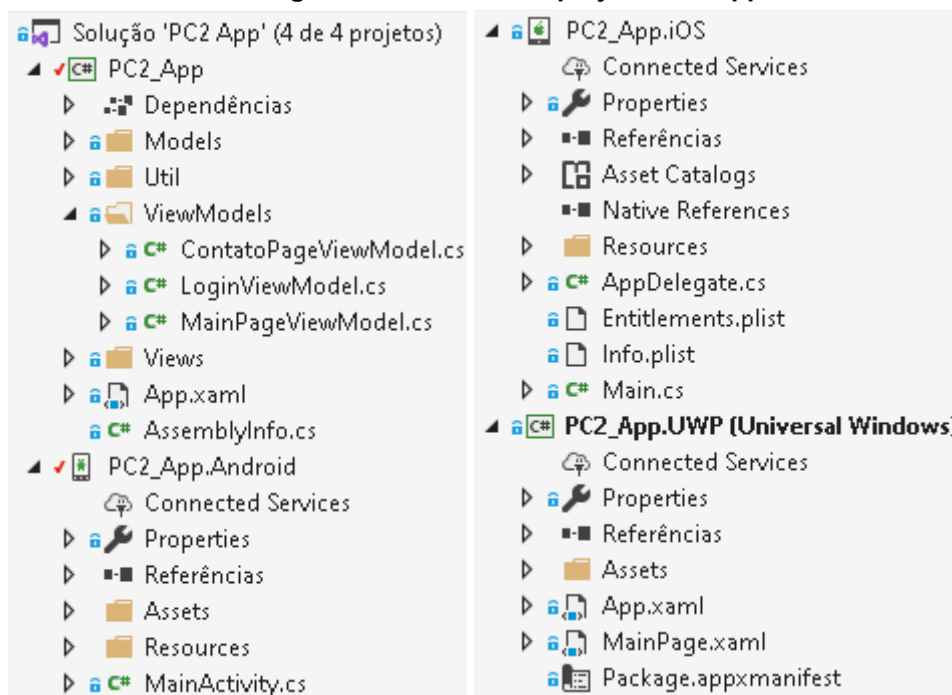 Solução 'PC2 App' (4 de 4 projetos)
C# PC2_App
Dependências
Models
Util
ViewModels
C# ContatoPageViewModel.cs
C# LoginViewModel.cs
C# MainPageViewModel.cs
Views
App.xaml
C# AssemblyInfo.cs
PC2_App.Android
Connected Services
Properties
Referências
Assets
Resources
C# MainActivity.cs
PC2_App.iOS
Connected Services
Properties
Referências
Asset Catalogs
Native References
Resources
C# AppDelegate.cs
Entitlements.plist
Info.plist
C# Main.cs
C# PC2_App.UWP (Universal Windows)
Connected Services
Properties
Referências
Assets
App.xaml
MainPage.xaml
Package.appxmanifest